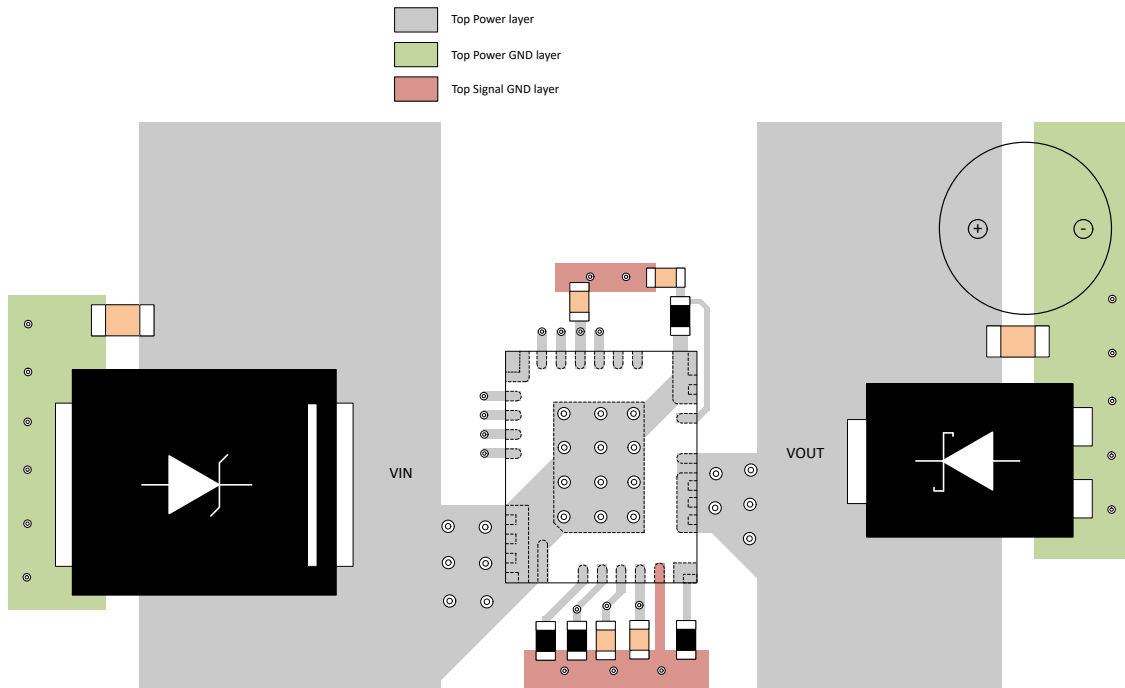 Top Power layer
Top Power GND layer
Top Signal GND layer
+
-
VIN
VOUT